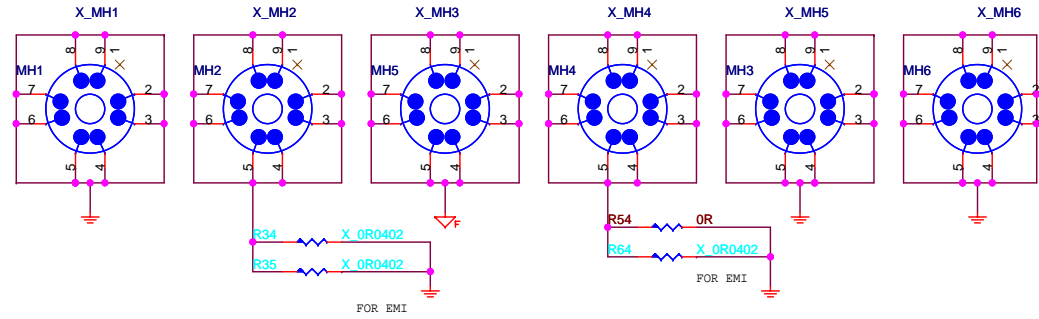 X_MH1 X_MH2 X_MH3 X_MH4 X_MH5 X_MH6
8 9 1 8 9 1 8 9 1 8 9 1 8 9 1 8 9 1
MH1 MH2 MH5 MH4 MH3 MH6
7 2 7 2 7 2 7 2 7 2 7 2
6 3 6 3 6 3 6 3 6 3 6 3
5 4 5 4 5 4 5 4 5 4 5 4
F
R54 0R
R34 X_0R0402
R64 X_0R0402
R35 X_0R0402
FOR EMI
FOR EMI